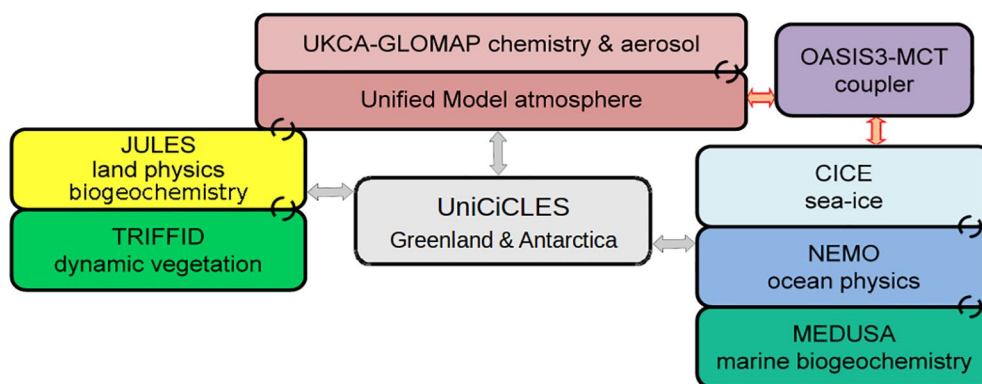 UKCA-GLOMAP chemistry & aerosol
Unified Model atmosphere
OASIS3-MCT
coupler
JULES
land physics
biogeochemistry
TRIFFID
dynamic vegetation
UniCiCLES
Greenland & Antarctica
CICE
sea-ice
NEMO
ocean physics
MEDUSA
marine biogeochemistry